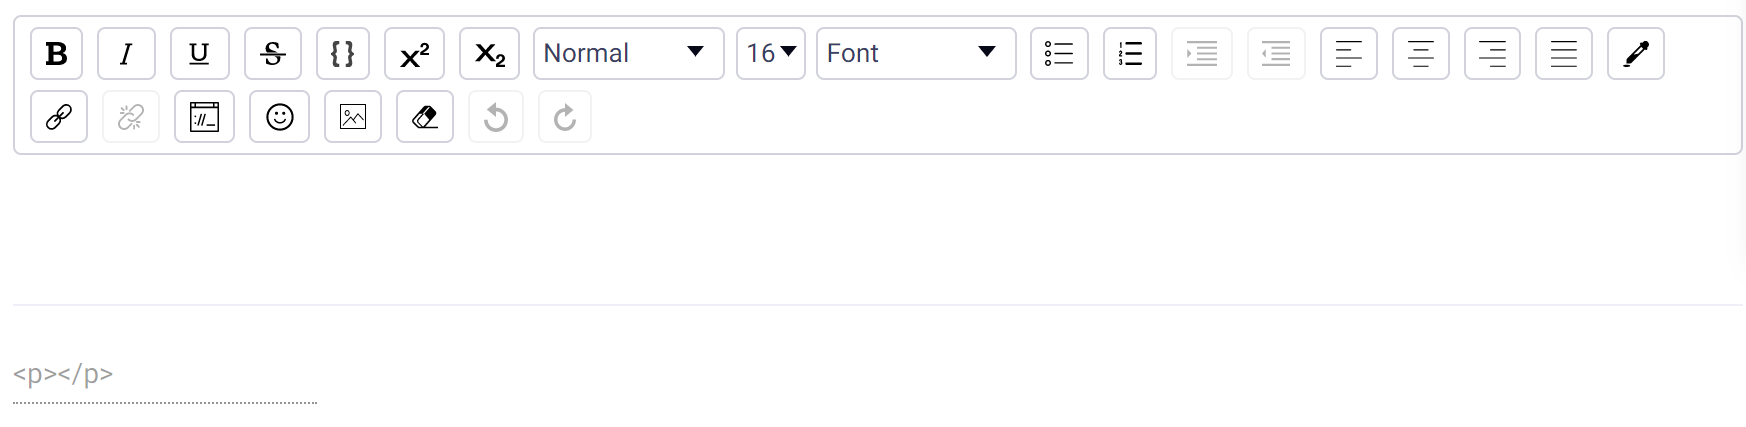 B I U S {} x² x₂ Normal 16 Font
://_
<p></p>